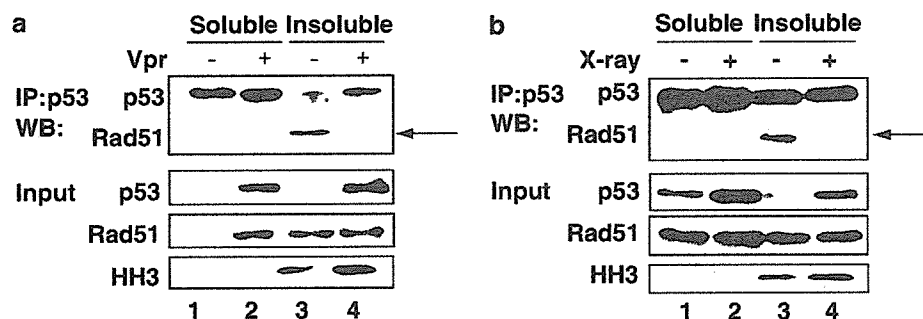 a
Soluble Insoluble
Vpr - + - +
IP:p53 p53
WB: Rad51
Input p53
Rad51
HH3
1 2 3 4
b
Soluble Insoluble
X-ray - + - +
IP:p53 p53
WB: Rad51
Input p53
Rad51
HH3
1 2 3 4